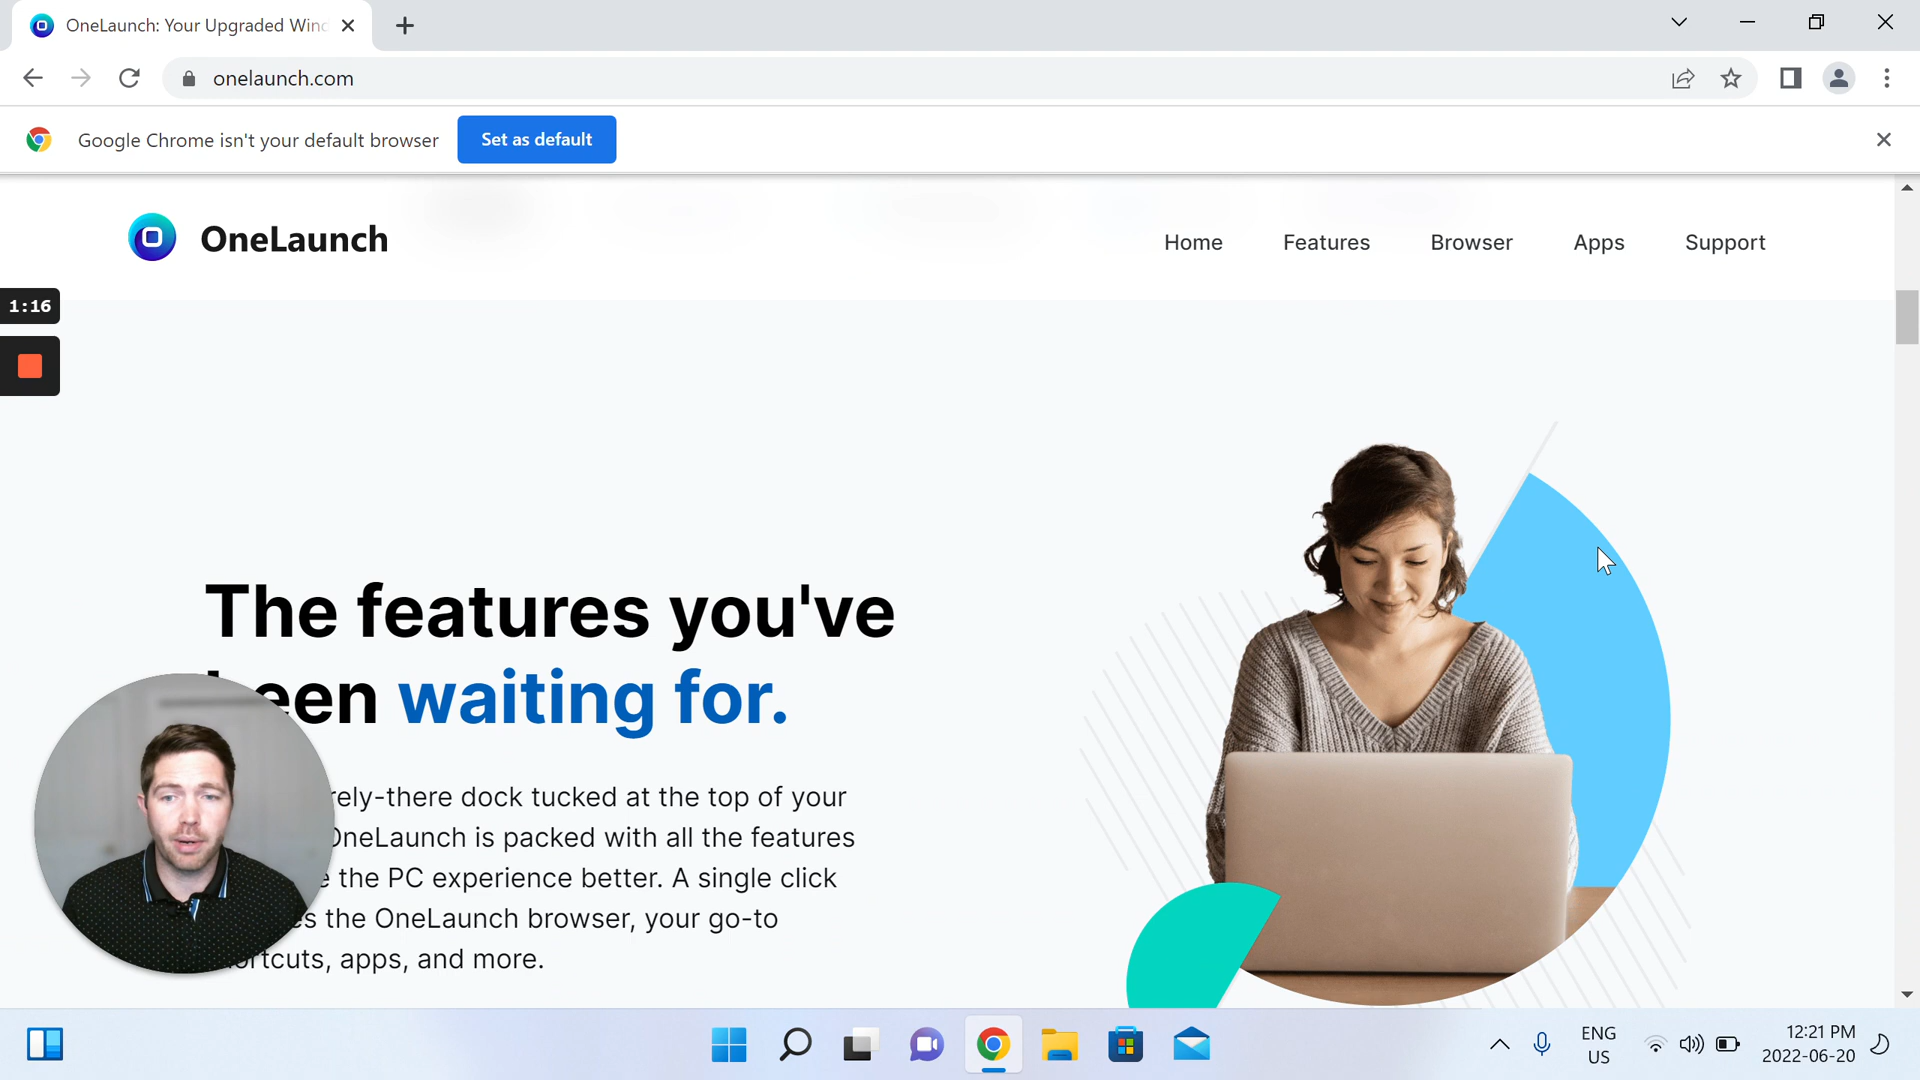 OneLaunch: Your Upgraded Wind
onelaunch.com
Google Chrome isn't your default browser
Set as default
OneLaunch
Home
Features
Browser
Apps
Support
1:16
The features you've
been waiting for.
rely-there dock tucked at the top of your
OneLaunch is packed with all the features
the PC experience better. A single click
the OneLaunch browser, your go-to
rtcuts, apps, and more.
ENG
US
12:21 PM
2022-06-20